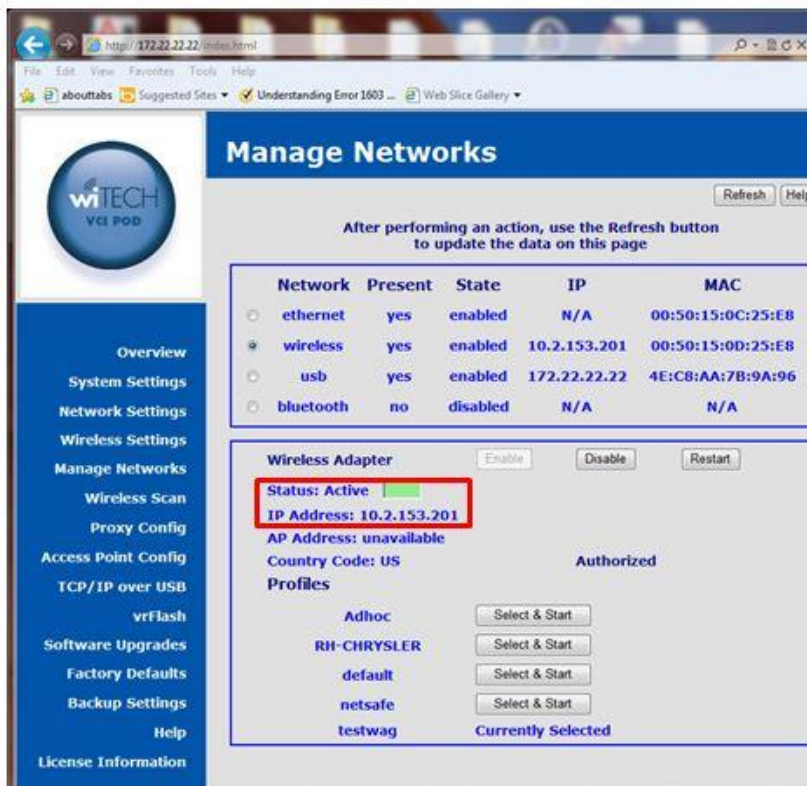 http://172.22.22.22/index.html
File Edit View Favorites Tools Help
abouttabs Suggested Sites Understanding Error 1603 ... Web Slice Gallery
wiTECH
VCI POD
Manage Networks
Refresh Help
After performing an action, use the Refresh button
to update the data on this page
Network Present State IP MAC
ethernet yes enabled N/A 00:50:15:0C:25:E8
wireless yes enabled 10.2.153.201 00:50:15:0D:25:E8
usb yes enabled 172.22.22.22 4E:C8:AA:7B:9A:96
bluetooth no disabled N/A N/A
Overview
System Settings
Network Settings
Wireless Settings
Manage Networks
Wireless Scan
Proxy Config
Access Point Config
TCP/IP over USB
vrFlash
Software Upgrades
Factory Defaults
Backup Settings
Help
License Information
Wireless Adapter Enable Disable Restart
Status: Active
IP Address: 10.2.153.201
AP Address: unavailable
Country Code: US Authorized
Profiles
Adhoc Select & Start
RH-CHRYSLER Select & Start
default Select & Start
netsafe Select & Start
testwag Currently Selected